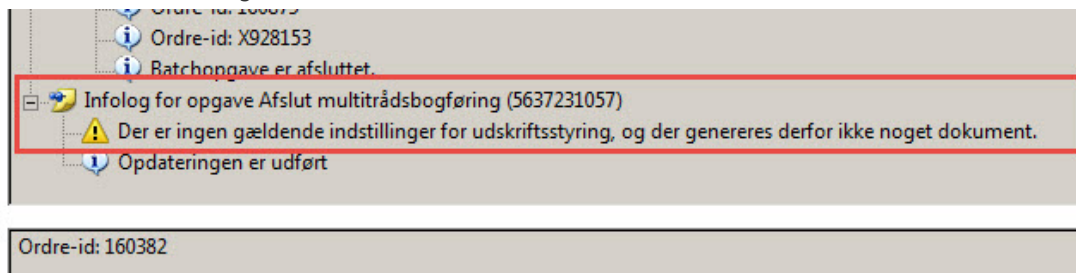 Ordre-id: X928153
Batchopgave er afsluttet.
Infolog for opgave Afslut multitrådsbogføring (5637231057)
Der er ingen gældende indstillinger for udskriftsstyring, og der genereres derfor ikke noget dokument.
Opdateringen er udført
Ordre-id: 160382